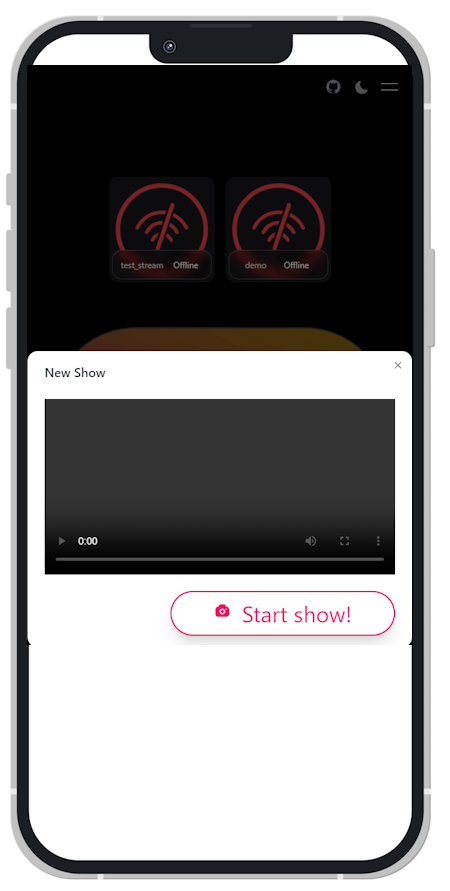 test_stream Offline
demo Offline
New Show
0:00
Start show!